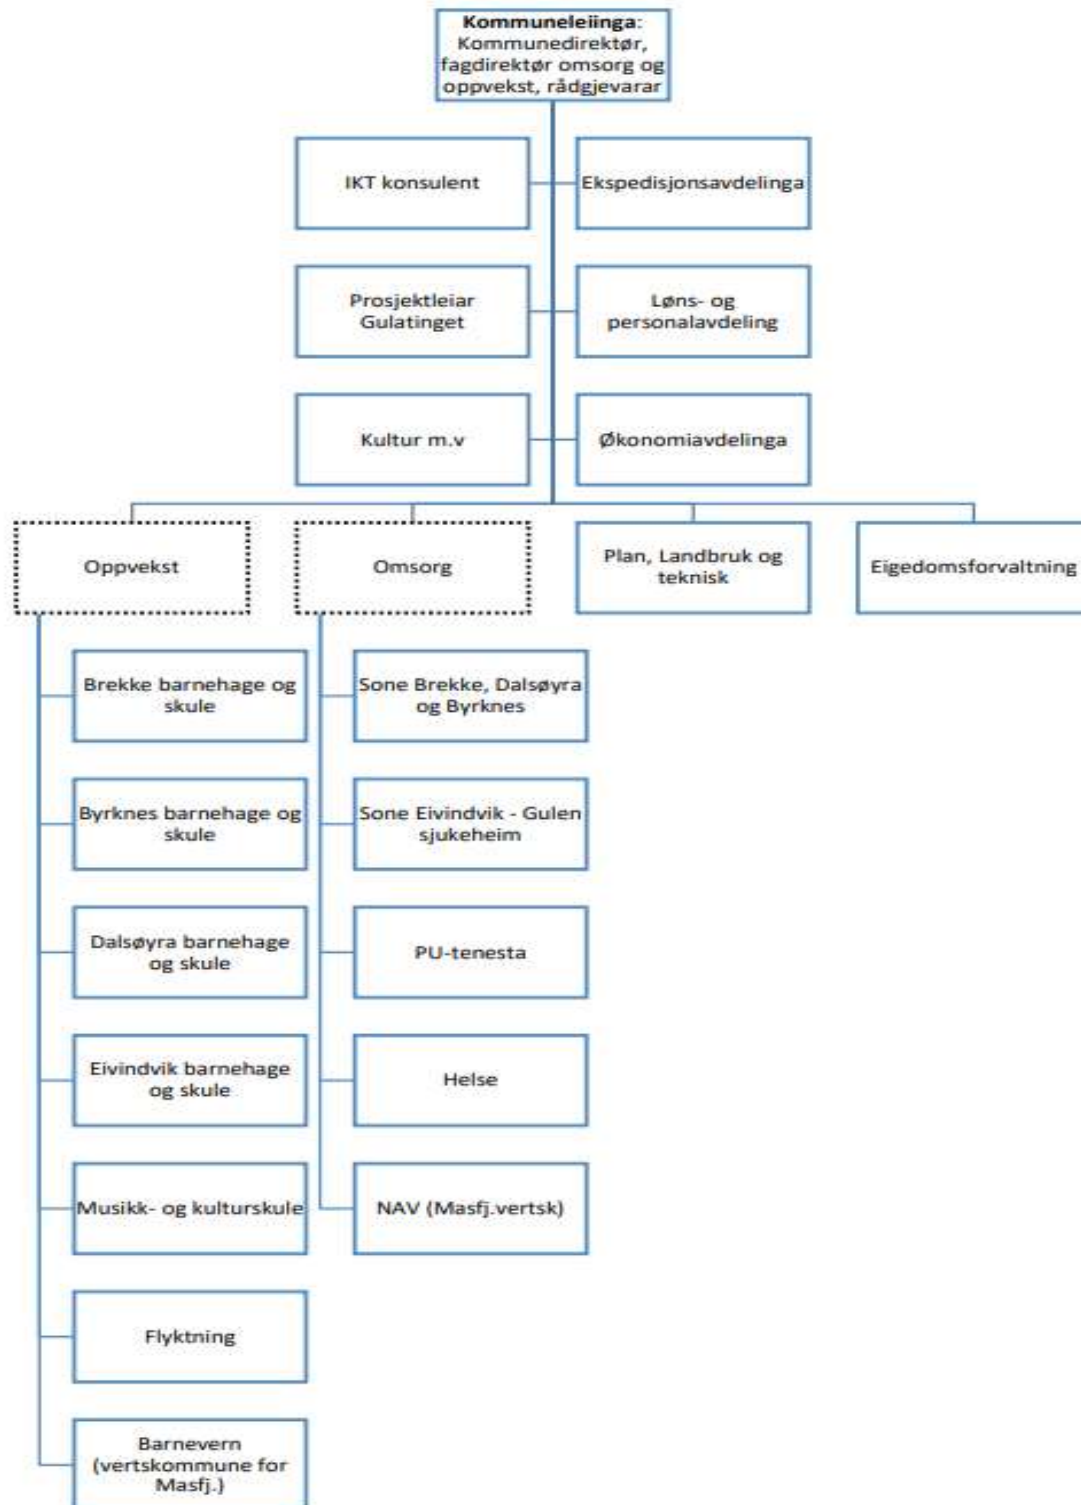 Kommuneleiinga:
Kommunedirektør,
fagdirektør omsorg og
oppvekst, rådgjevarar
IKT konsulent
Ekspedisjonsavdelinga
Prosjektleiar
Gulatinget
Løns- og
personalavdeling
Kultur m.v
Økonomiavdelinga
Oppvekst
Omsorg
Plan, Landbruk og
teknisk
Eigedomsforvaltning
Brekke barnehage og
skule
Byrknes barnehage og
skule
Dalsøyra barnehage
og skule
Eivindvik barnehage
og skule
Musikk- og kulturskule
Flyktning
Barnevern
(vertskommune for
Masfj.)
Sone Brekke, Dalsøyra
og Byrknes
Sone Eivindvik - Gulen
sjukeheim
PU-tenesta
Helse
NAV (Masfj.vertsk)